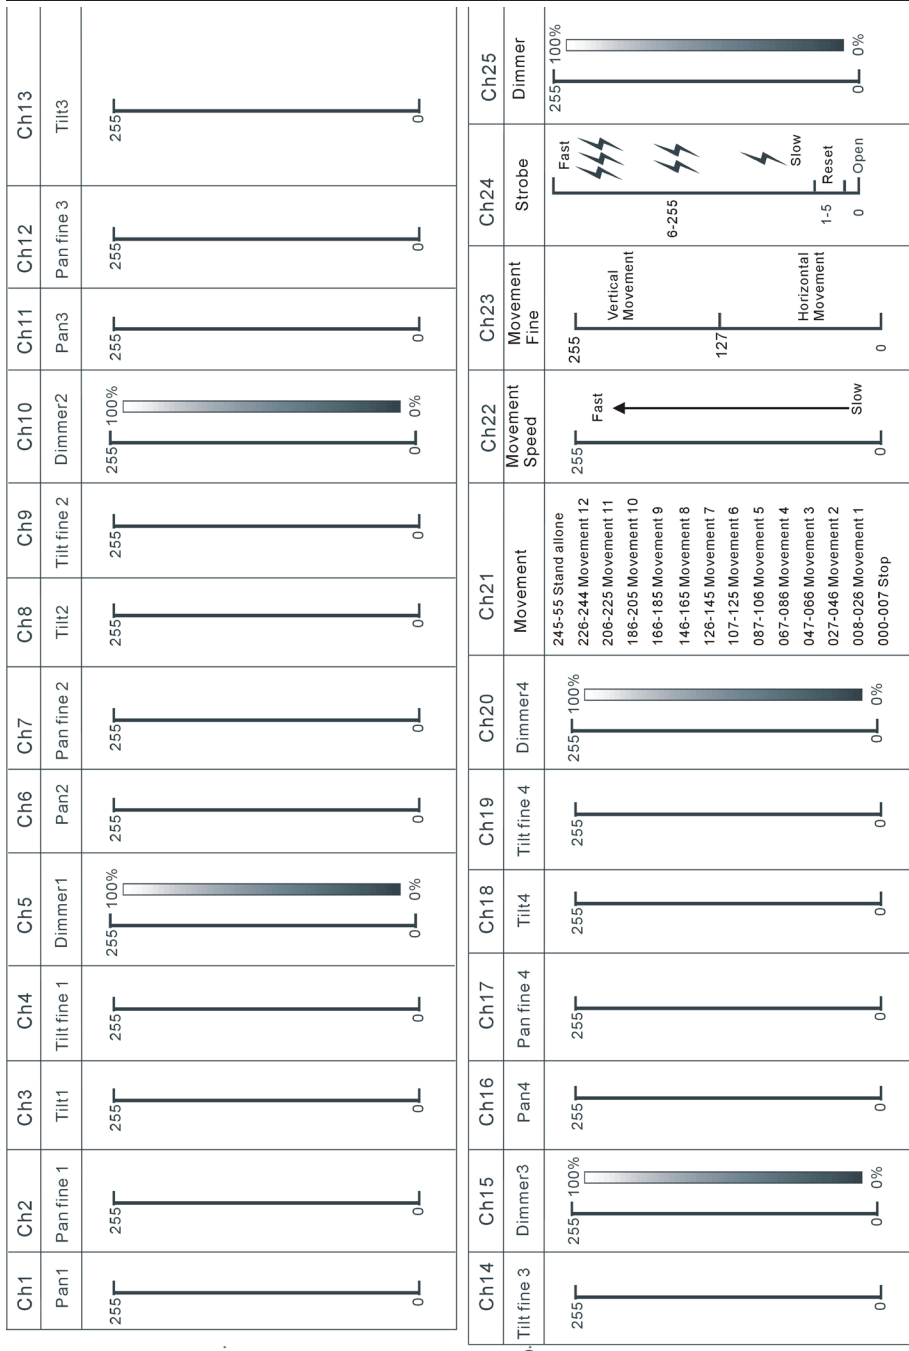 Ch1
Pan1
255
0
Ch2
Pan fine 1
255
0
Ch3
Tilt1
255
0
Ch4
Tilt fine 1
255
0
Ch5
Dimmer1
255
100%
0
0%
Ch6
Pan2
255
0
Ch7
Pan fine 2
255
0
Ch8
Tilt2
255
0
Ch9
Tilt fine 2
255
0
Ch10
Dimmer2
255
100%
0
0%
Ch11
Pan3
255
0
Ch12
Pan fine 3
255
0
Ch13
Tilt3
255
0
Ch14
Tilt fine 3
255
0
Ch15
Dimmer3
255
100%
0
0%
Ch16
Pan4
255
0
Ch17
Pan fine 4
255
0
Ch18
Tilt4
255
0
Ch19
Tilt fine 4
255
0
Ch20
Dimmer4
255
100%
0
0%
Ch21
Movement
245-55 Stand allone
226-244 Movement 12
206-225 Movement 11
186-205 Movement 10
166-185 Movement 9
146-165 Movement 8
126-145 Movement 7
107-125 Movement 6
087-106 Movement 5
067-086 Movement 4
047-066 Movement 3
027-046 Movement 2
008-026 Movement 1
000-007 Stop
Ch22
Movement
Speed
255
Fast
Slow
0
Ch23
Movement
Fine
255
Vertical
Movement
127
Horizontal
Movement
0
Ch24
Strobe
Fast
6-255
Slow
1-5
Reset
0
Open
Ch25
Dimmer
255
100%
0
0%